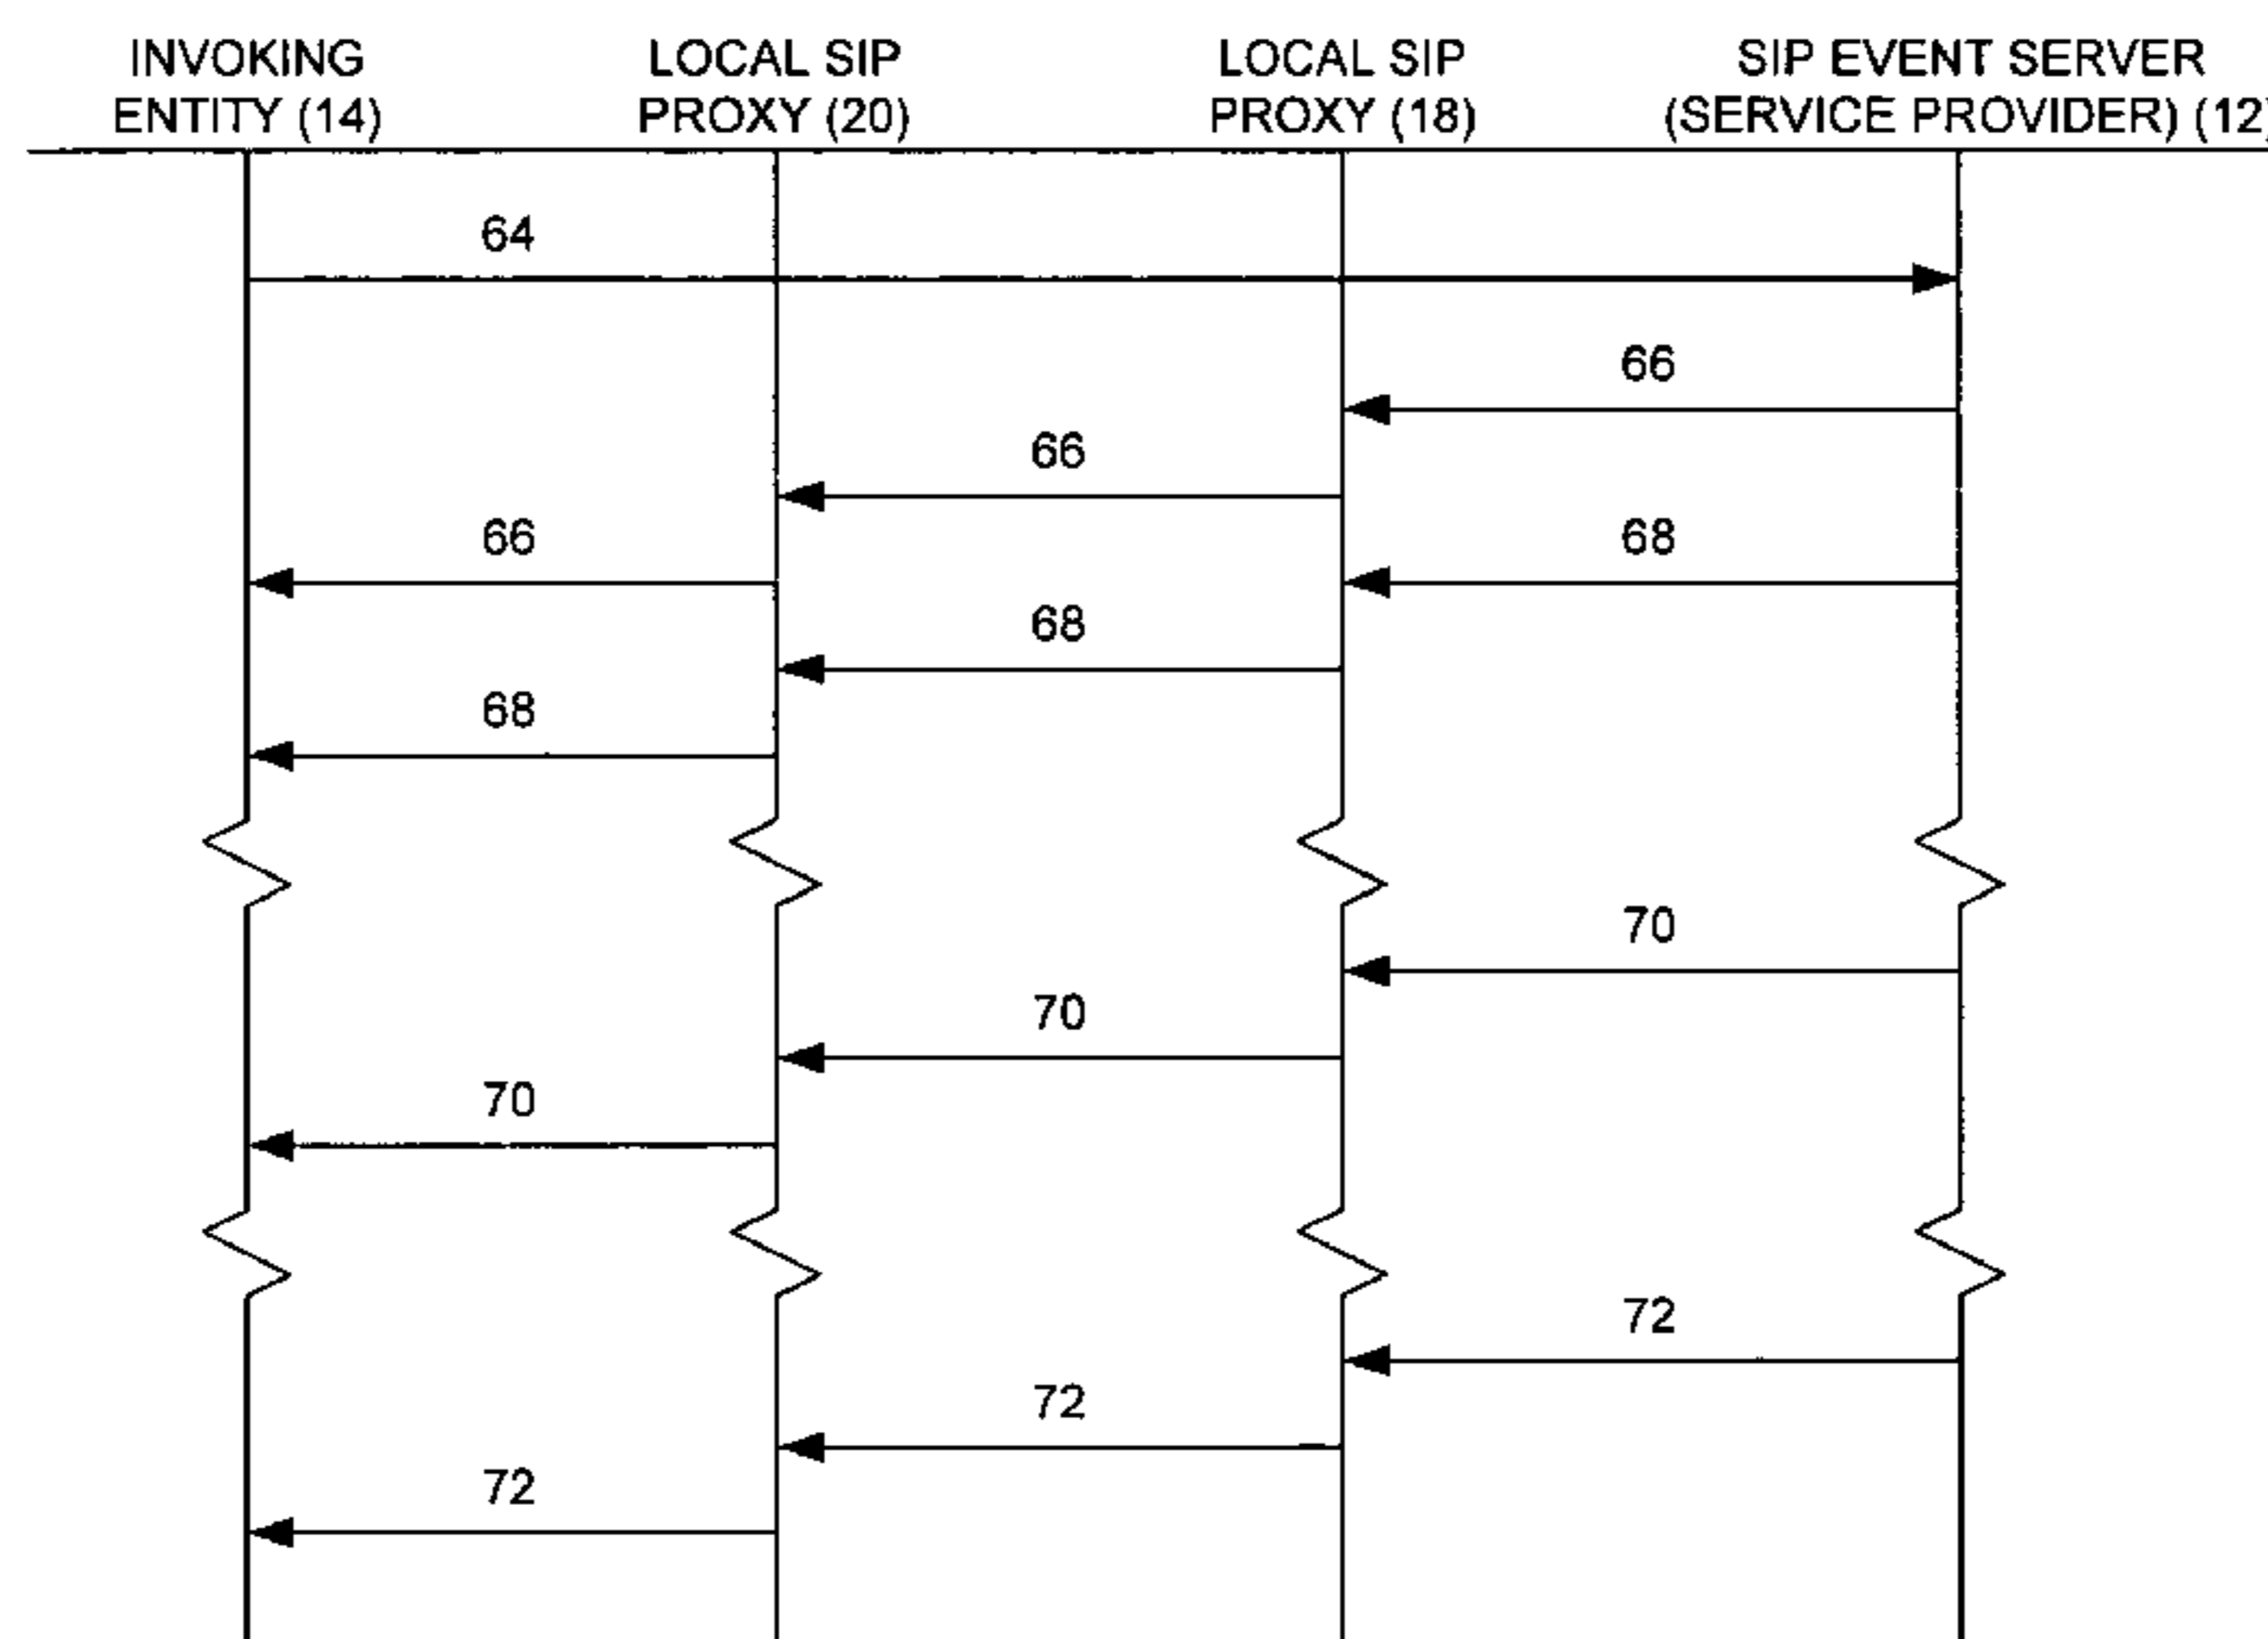 INVOKING
ENTITY (14)
LOCAL SIP
PROXY (20)
LOCAL SIP
PROXY (18)
SIP EVENT SERVER
(SERVICE PROVIDER) (12)
64
66
66
66
68
68
68
70
70
70
72
72
72